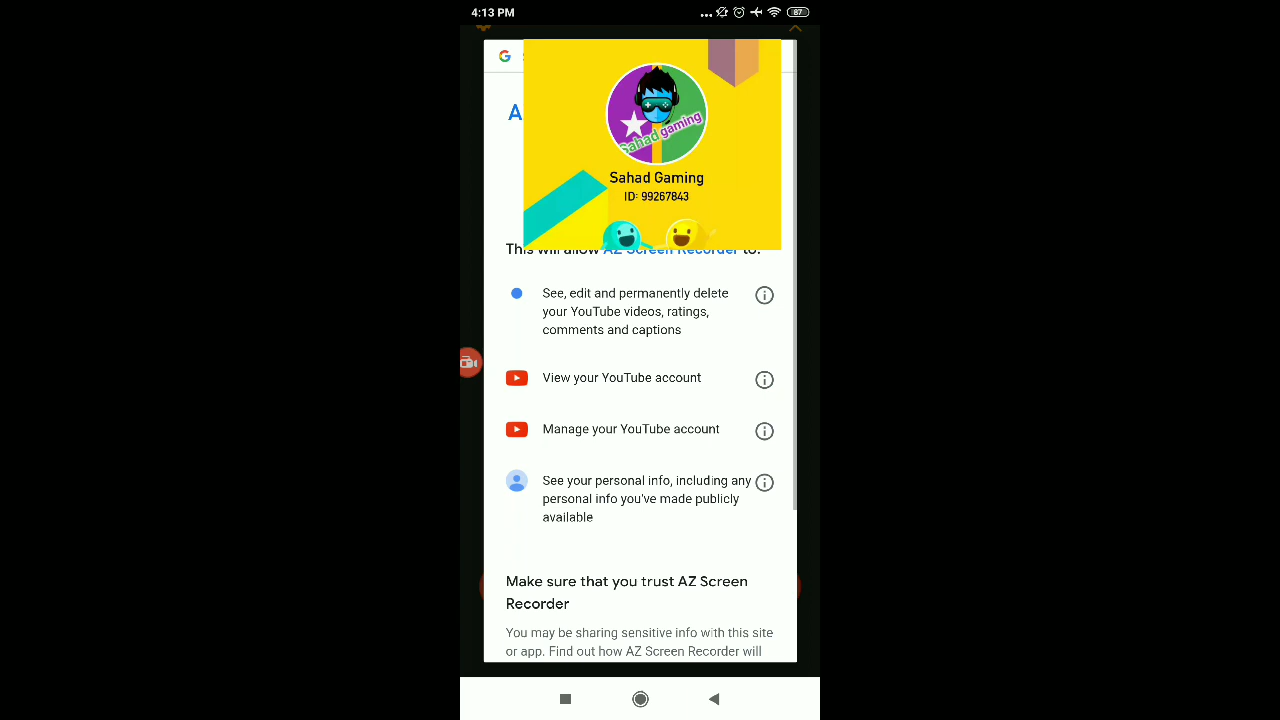 4:13 PM
87
G
A
Sahad gaming
Sahad Gaming
ID: 99267843
This will allow AZ Screen Recorder to:
See, edit and permanently delete
your YouTube videos, ratings,
comments and captions
View your YouTube account
Manage your YouTube account
See your personal info, including any
personal info you've made publicly
available
Make sure that you trust AZ Screen
Recorder
You may be sharing sensitive info with this site
or app. Find out how AZ Screen Recorder will